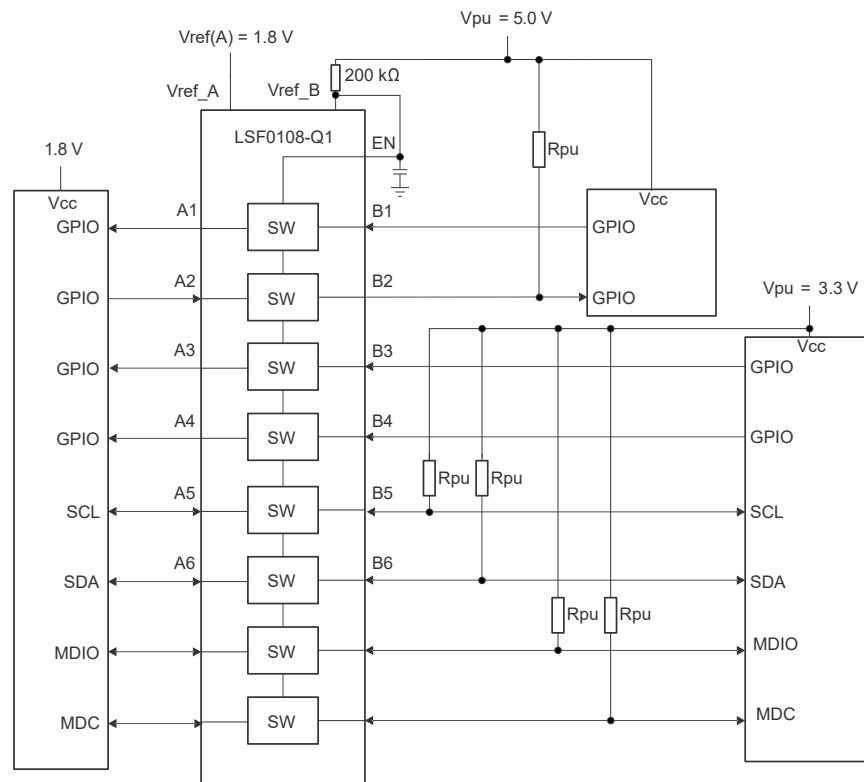 Vpu = 5.0 V
Vref(A) = 1.8 V
200 kΩ
Vref_A
Vref_B
LSF0108-Q1
EN
Rpu
1.8 V
Vcc
Vcc
GPIO
A1
SW
B1
GPIO
GPIO
A2
SW
B2
GPIO
Vpu = 3.3 V
Vcc
GPIO
A3
SW
B3
GPIO
GPIO
A4
SW
B4
GPIO
Rpu
Rpu
SCL
A5
SW
B5
SCL
SDA
A6
SW
B6
SDA
Rpu
Rpu
MDIO
SW
MDIO
MDC
SW
MDC